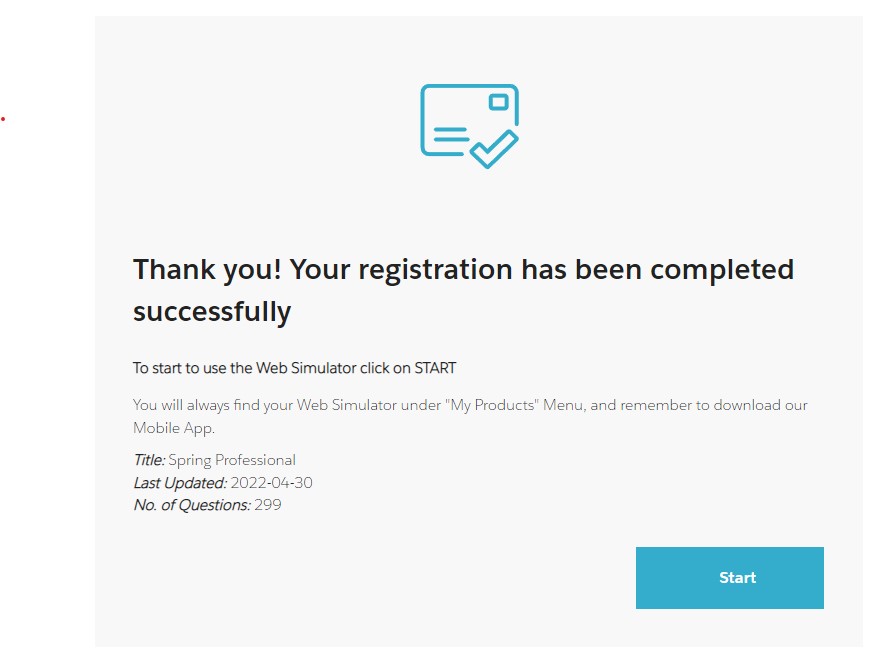 Thank you! Your registration has been completed
successfully
To start to use the Web Simulator click on START
You will always find your Web Simulator under "My Products" Menu, and remember to download our
Mobile App.
Title: Spring Professional
Last Updated: 2022-04-30
No. of Questions: 299
Start